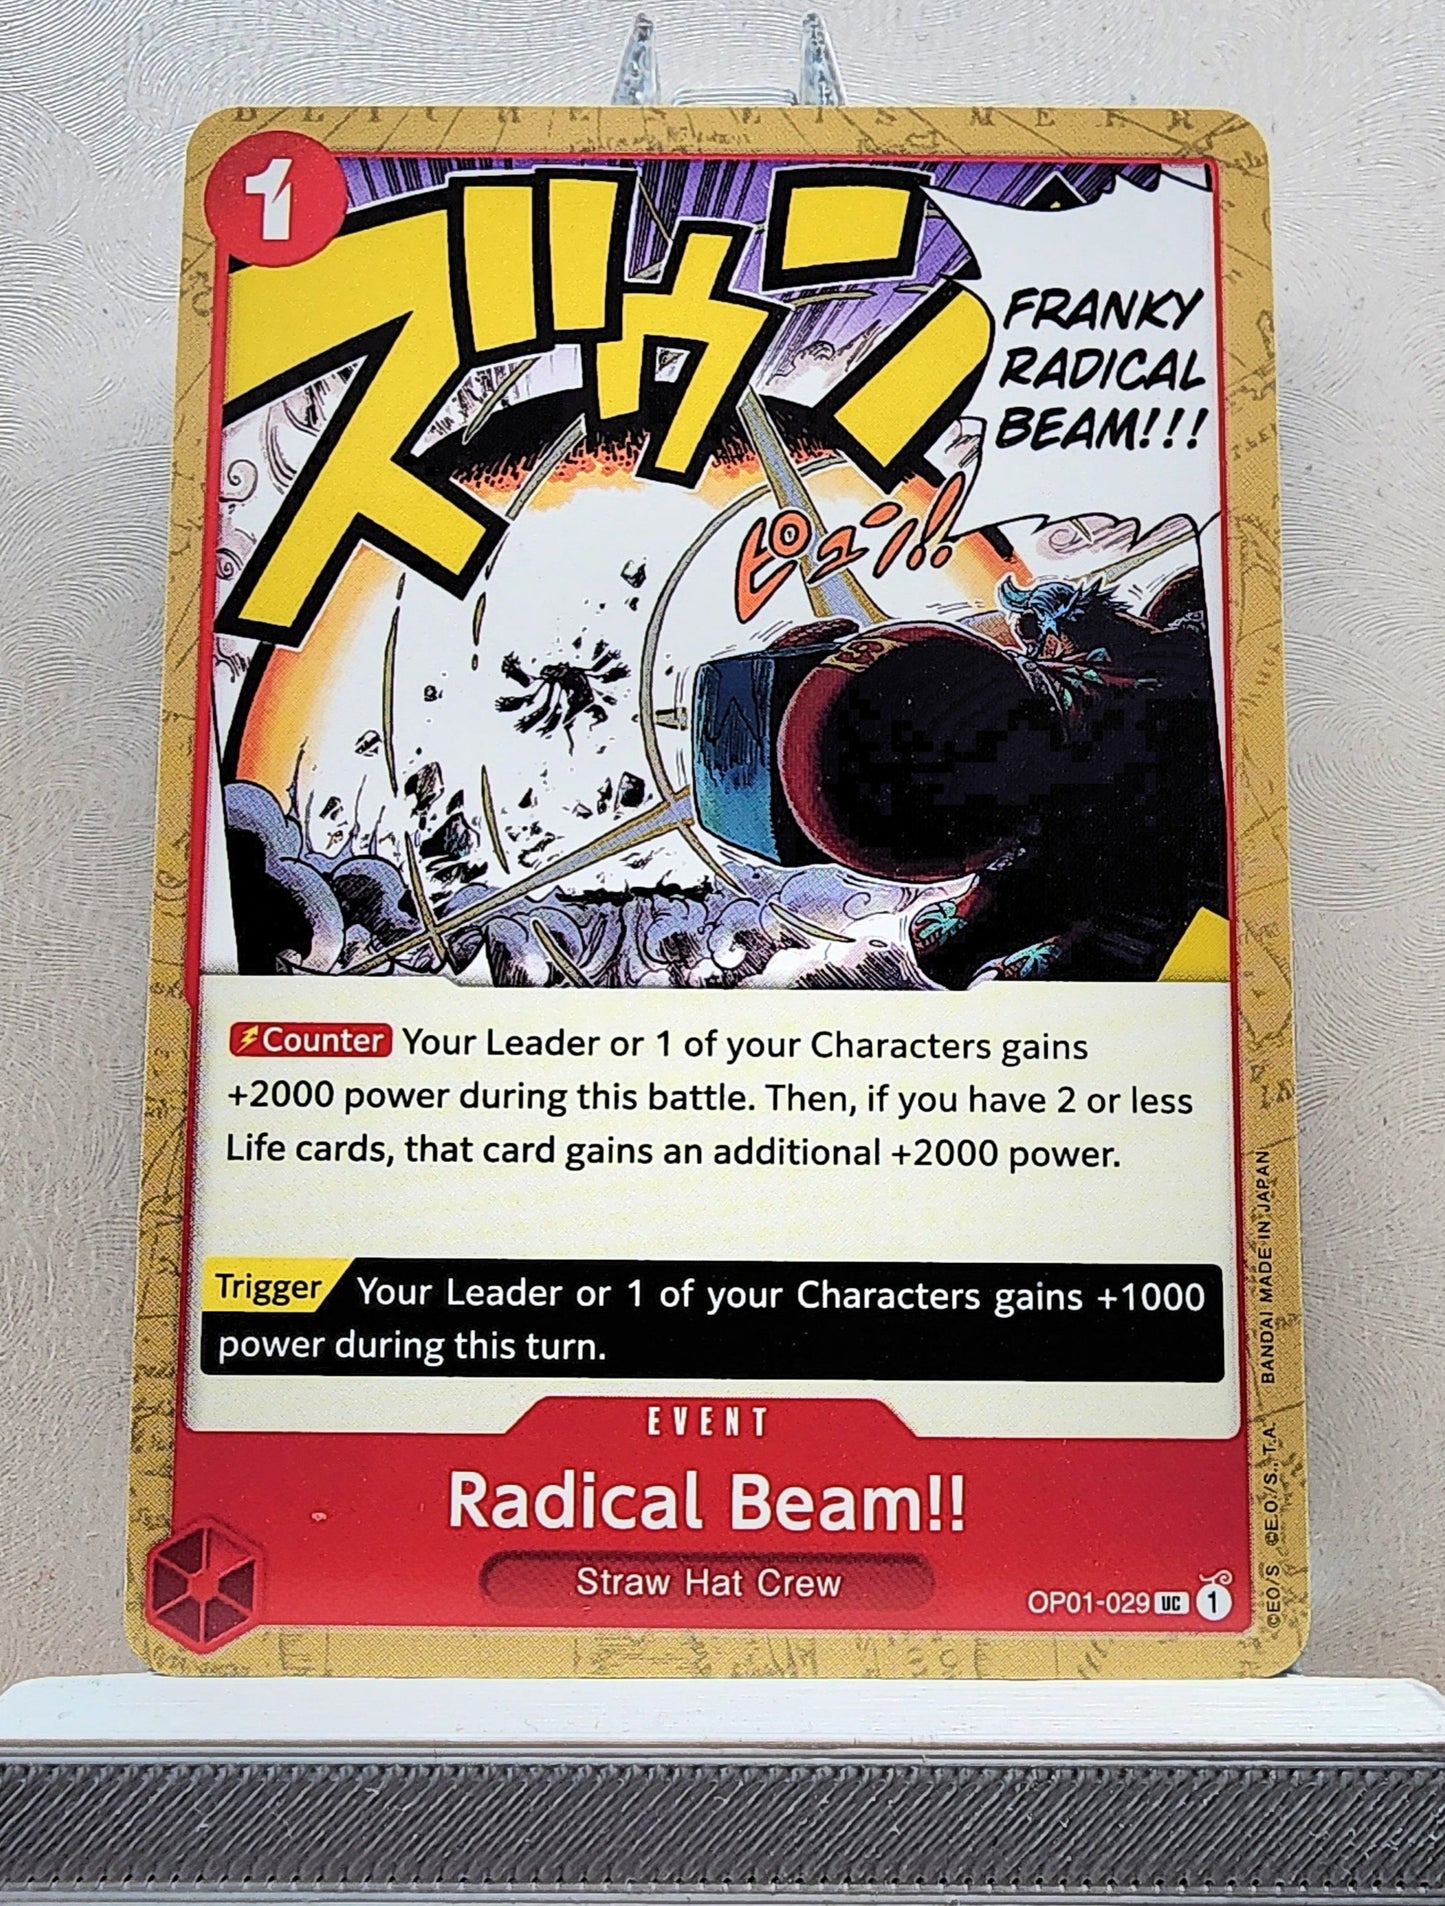 1
ズゥン
FRANKY
RADICAL
BEAM!!!
ピュン!!
Counter Your Leader or 1 of your Characters gains
+2000 power during this battle. Then, if you have 2 or less
Life cards, that card gains an additional +2000 power.
Trigger Your Leader or 1 of your Characters gains +1000
power during this turn.
EVENT
Radical Beam!!
Straw Hat Crew
OP01-029 UC 1
©E.O/S ©E.O./S.,T.A. BANDAI MADE IN JAPAN